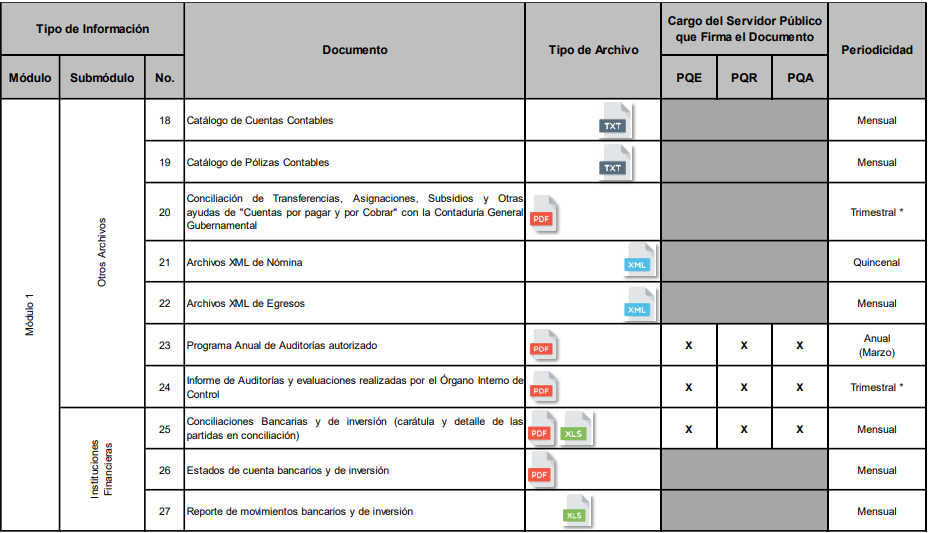 Tipo de Información
Documento
Tipo de Archivo
Cargo del Servidor Público
que Firma el Documento
Periodicidad
Módulo
Submódulo
No.
PQE
PQR
PQA
Módulo 1
Otros Archivos
18
Catálogo de Cuentas Contables
TXT
Mensual
19
Catálogo de Pólizas Contables
TXT
Mensual
20
Conciliación de Transferencias, Asignaciones, Subsidios y Otras
ayudas de "Cuentas por pagar y por Cobrar" con la Contaduría General
Gubernamental
PDF
Trimestral *
21
Archivos XML de Nómina
XML
Quincenal
22
Archivos XML de Egresos
XML
Mensual
23
Programa Anual de Auditorías autorizado
PDF
X
X
X
Anual
(Marzo)
24
Informe de Auditorías y evaluaciones realizadas por el Órgano Interno de
Control
PDF
X
X
X
Trimestral *
Instituciones
Financieras
25
Conciliaciones Bancarias y de inversión (carátula y detalle de las
partidas en conciliación)
PDF
XLS
X
X
X
Mensual
26
Estados de cuenta bancarios y de inversión
PDF
Mensual
27
Reporte de movimientos bancarios y de inversión
XLS
Mensual